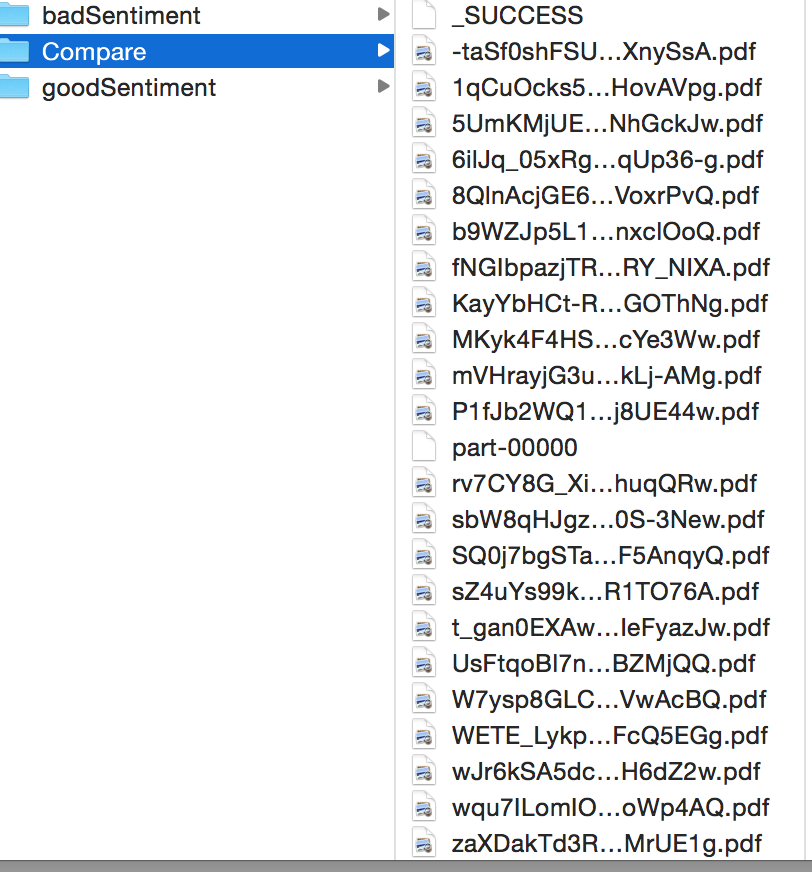 badSentiment
Compare
goodSentiment
_SUCCESS
-taSf0shFSU...XnySsA.pdf
1qCuOcks5...HovAVpg.pdf
5UmKMjUE...NhGckJw.pdf
6iIJq_05xRg...qUp36-g.pdf
8QlnAcjGE6...VoxrPvQ.pdf
b9WZJp5L1...nxclOoQ.pdf
fNGIbpazjTR...RY_NIXA.pdf
KayYbHCt-R...GOThNg.pdf
MKyk4F4HS...cYe3Ww.pdf
mVHrayjG3u...kLj-AMg.pdf
P1fJb2WQ1...j8UE44w.pdf
part-00000
rv7CY8G_Xi...huqQRw.pdf
sbW8qHJgz...0S-3New.pdf
SQ0j7bgSTa...F5AnqyQ.pdf
sZ4uYs99k...R1TO76A.pdf
t_gan0EXAw...IeFyazJw.pdf
UsFtqoBl7n...BZMjQQ.pdf
W7ysp8GLC...VwAcBQ.pdf
WETE_Lykp...FcQ5EGg.pdf
wJr6kSA5dc...H6dZ2w.pdf
wqu7ILomIO...oWp4AQ.pdf
zaXDakTd3R...MrUE1g.pdf